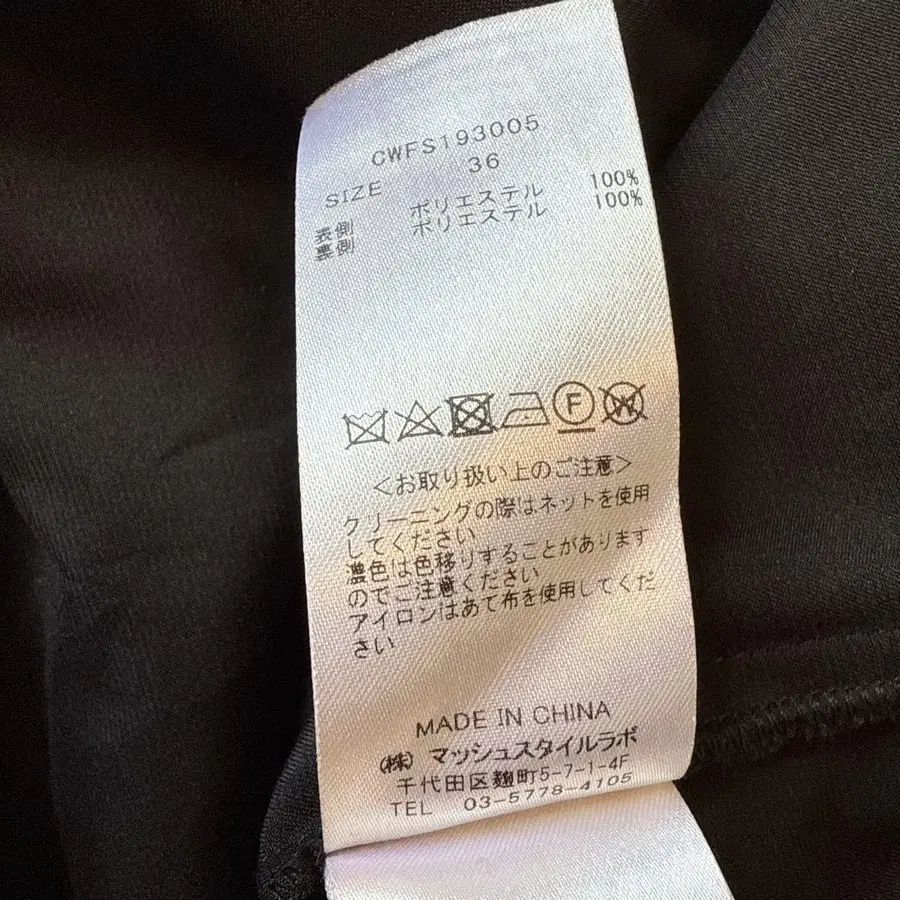 CWFS193005
SIZE 36
表側 ポリエステル 100%
裏側 ポリエステル 100%
F W
<お取り扱い上のご注意>
クリーニングの際はネットを使用
してください
濃色は色移りすることがあります
のでご注意ください
アイロンはあて布を使用してくだ
さい
MADE IN CHINA
(株)マッシュスタイルラボ
千代田区麹町5-7-1-4F
TEL 03-5778-4105